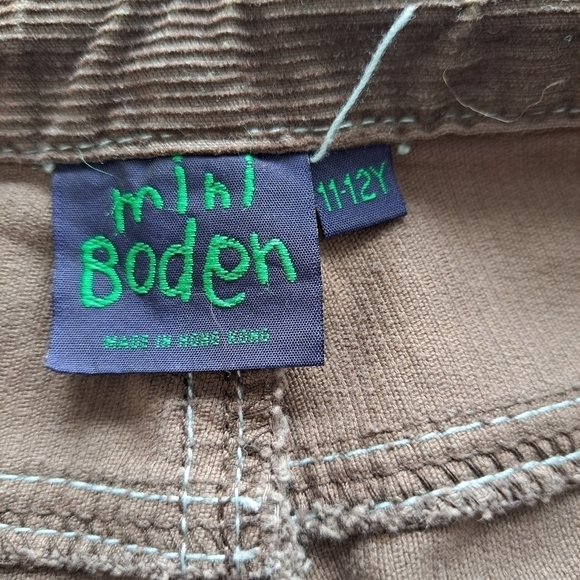 mini
Boden
MADE IN HONG KONG
11-12Y